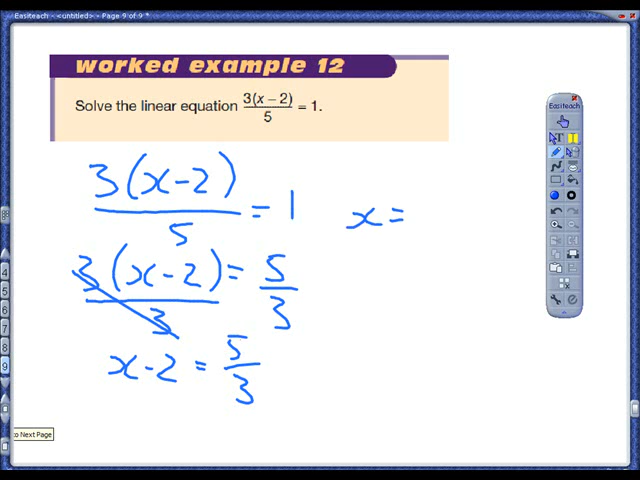 Easiteach - <untitled> - Page 9 of 9 *
worked example 12
Solve the linear equation 3(x – 2)/5 = 1.
Easiteach
3(x-2)/5 = 1
x =
3(x-2)/3 = 5/3
x-2 = 5/3
4
5
6
7
8
9
to Next Page